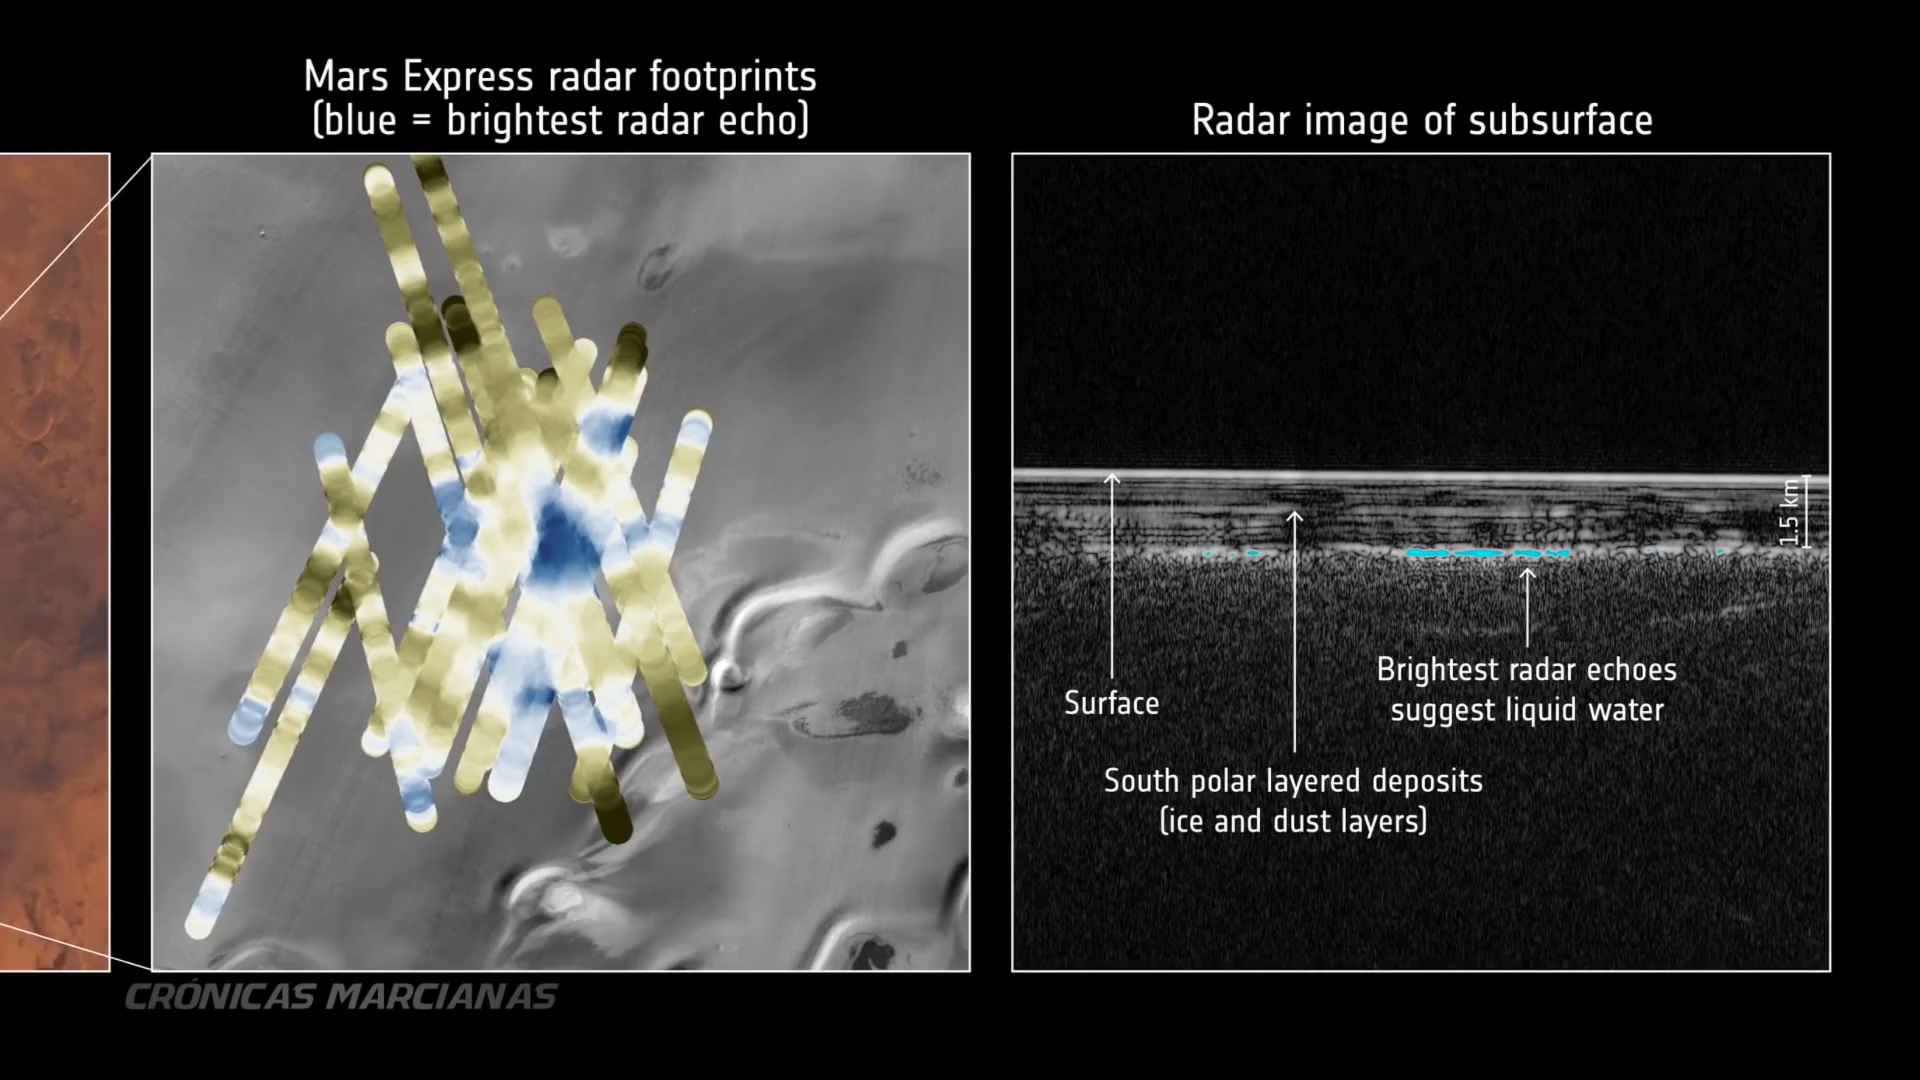 Mars Express radar footprints
(blue = brightest radar echo)
Radar image of subsurface
1.5 km
Surface
Brightest radar echoes
suggest liquid water
South polar layered deposits
(ice and dust layers)
CRÓNICAS MARCIANAS